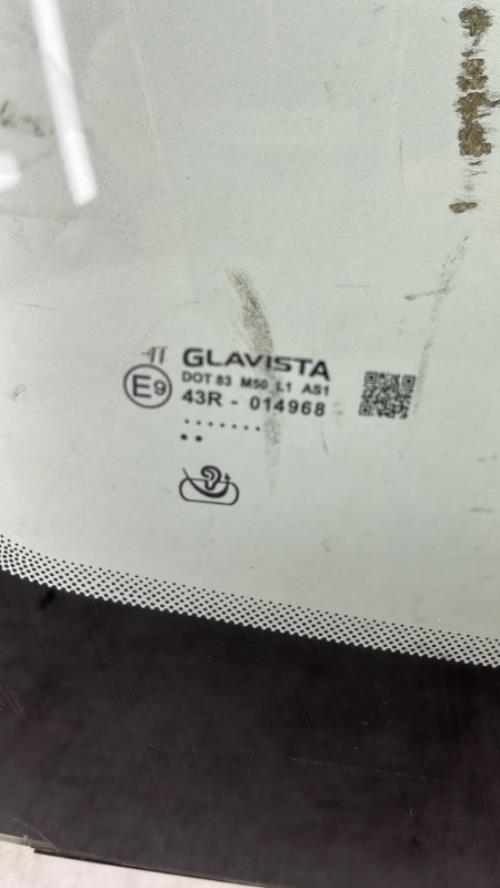 GLAVISTA
DOT 83 M50 L1 AS1
E9
43R - 014968